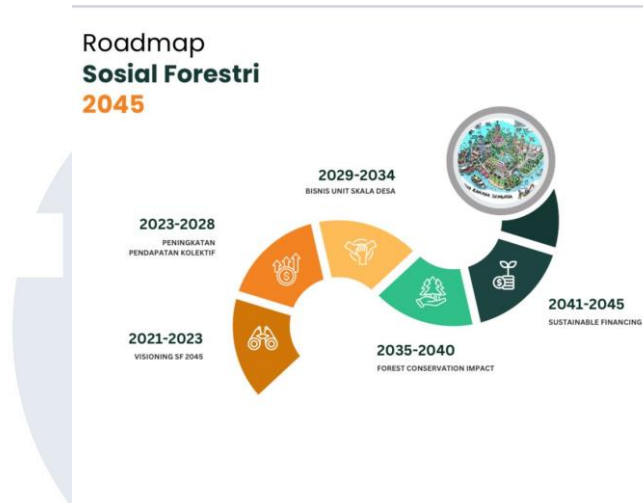 Roadmap
Sosial Forestri
2045
2029-2034
BISNIS UNIT SKALA DESA
2023-2028
PENINGKATAN
PENDAPATAN KOLEKTIF
2041-2045
SUSTAINABLE FINANCING
2021-2023
VISIONING SF 2045
2035-2040
FOREST CONSERVATION IMPACT